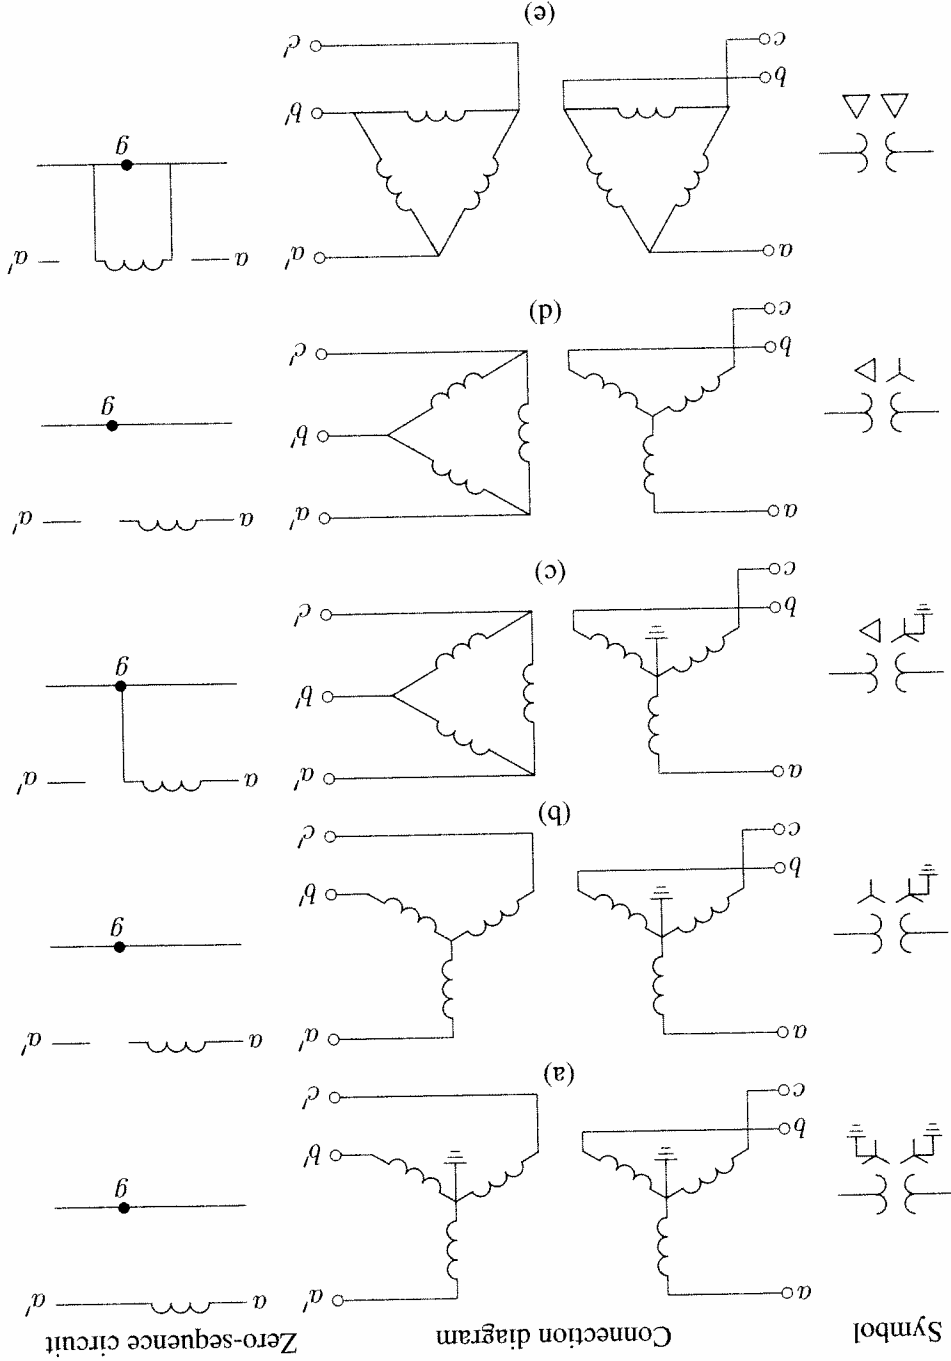 Symbol Connection diagram Zero-sequence circuit
a a' a a'
g
b b'
c c'
(a)
a a' a a'
g
b b'
c c'
(b)
a a' a a'
g
b b'
c c'
(c)
a a' a a'
g
b b'
c c'
(d)
a a' a a'
g
b b'
c c'
(e)